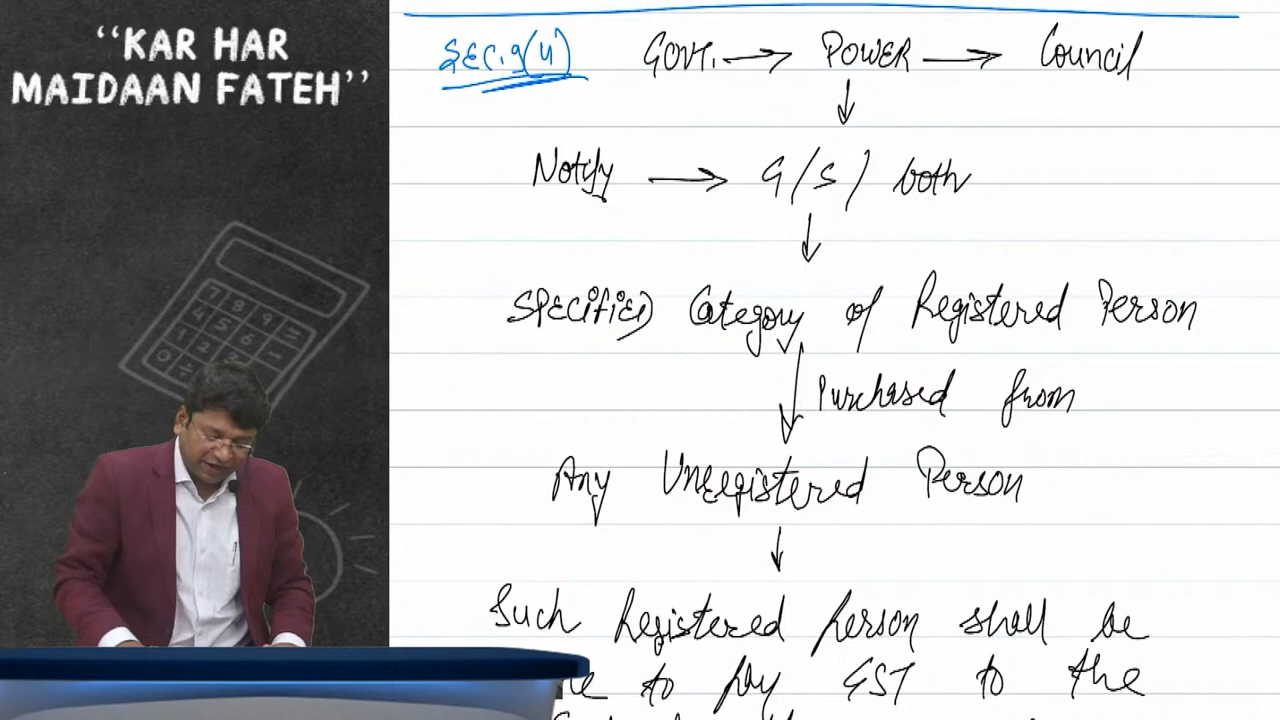 “KAR HAR
MAIDAAN FATEH”
SEC.9(4) GOVT. → POWER → Council
↓
Notify → G/S/ both
↓
SPECIFIED Category of Registered Person
↓ Purchased from
Any Unregistered Person
↓
Such Registered person shall be
to pay GST to the